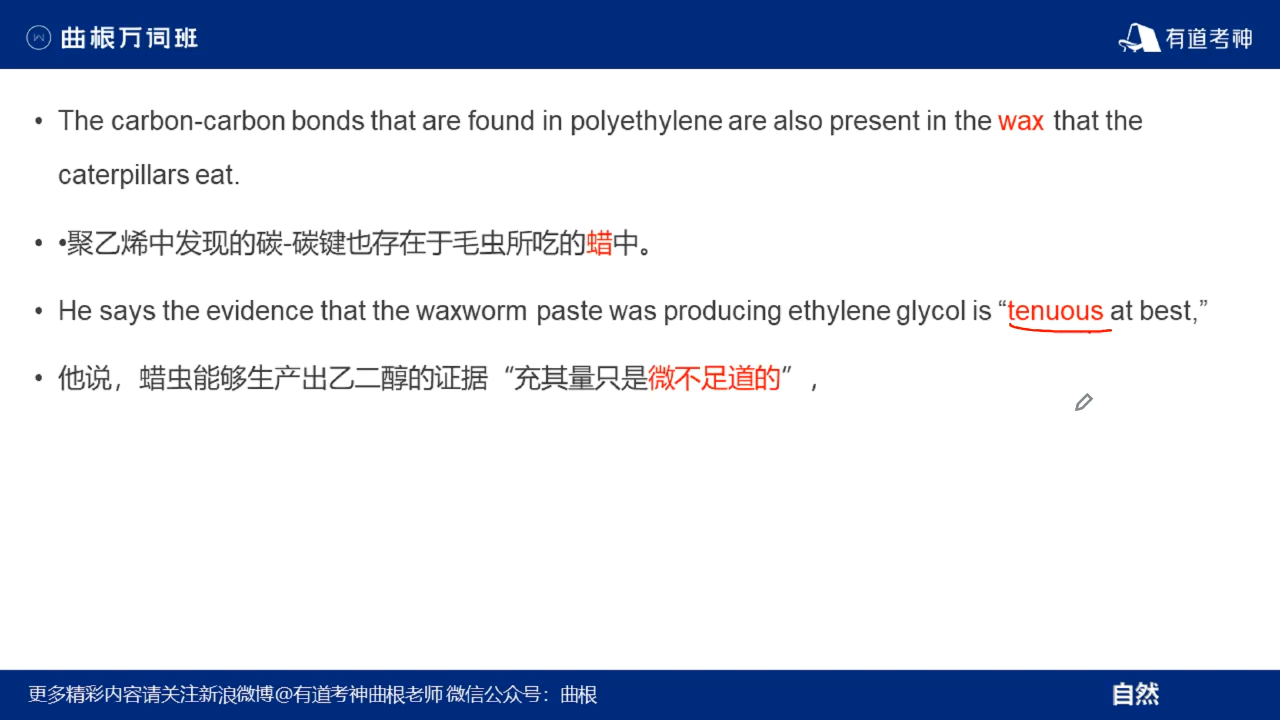 曲根万词班
有道考神
• The carbon-carbon bonds that are found in polyethylene are also present in the wax that the
caterpillars eat.
• •聚乙烯中发现的碳-碳键也存在于毛虫所吃的蜡中。
• He says the evidence that the waxworm paste was producing ethylene glycol is “tenuous at best,”
• 他说，蜡虫能够生产出乙二醇的证据“充其量只是微不足道的”，
更多精彩内容请关注新浪微博@有道考神曲根老师 微信公众号：曲根
自然